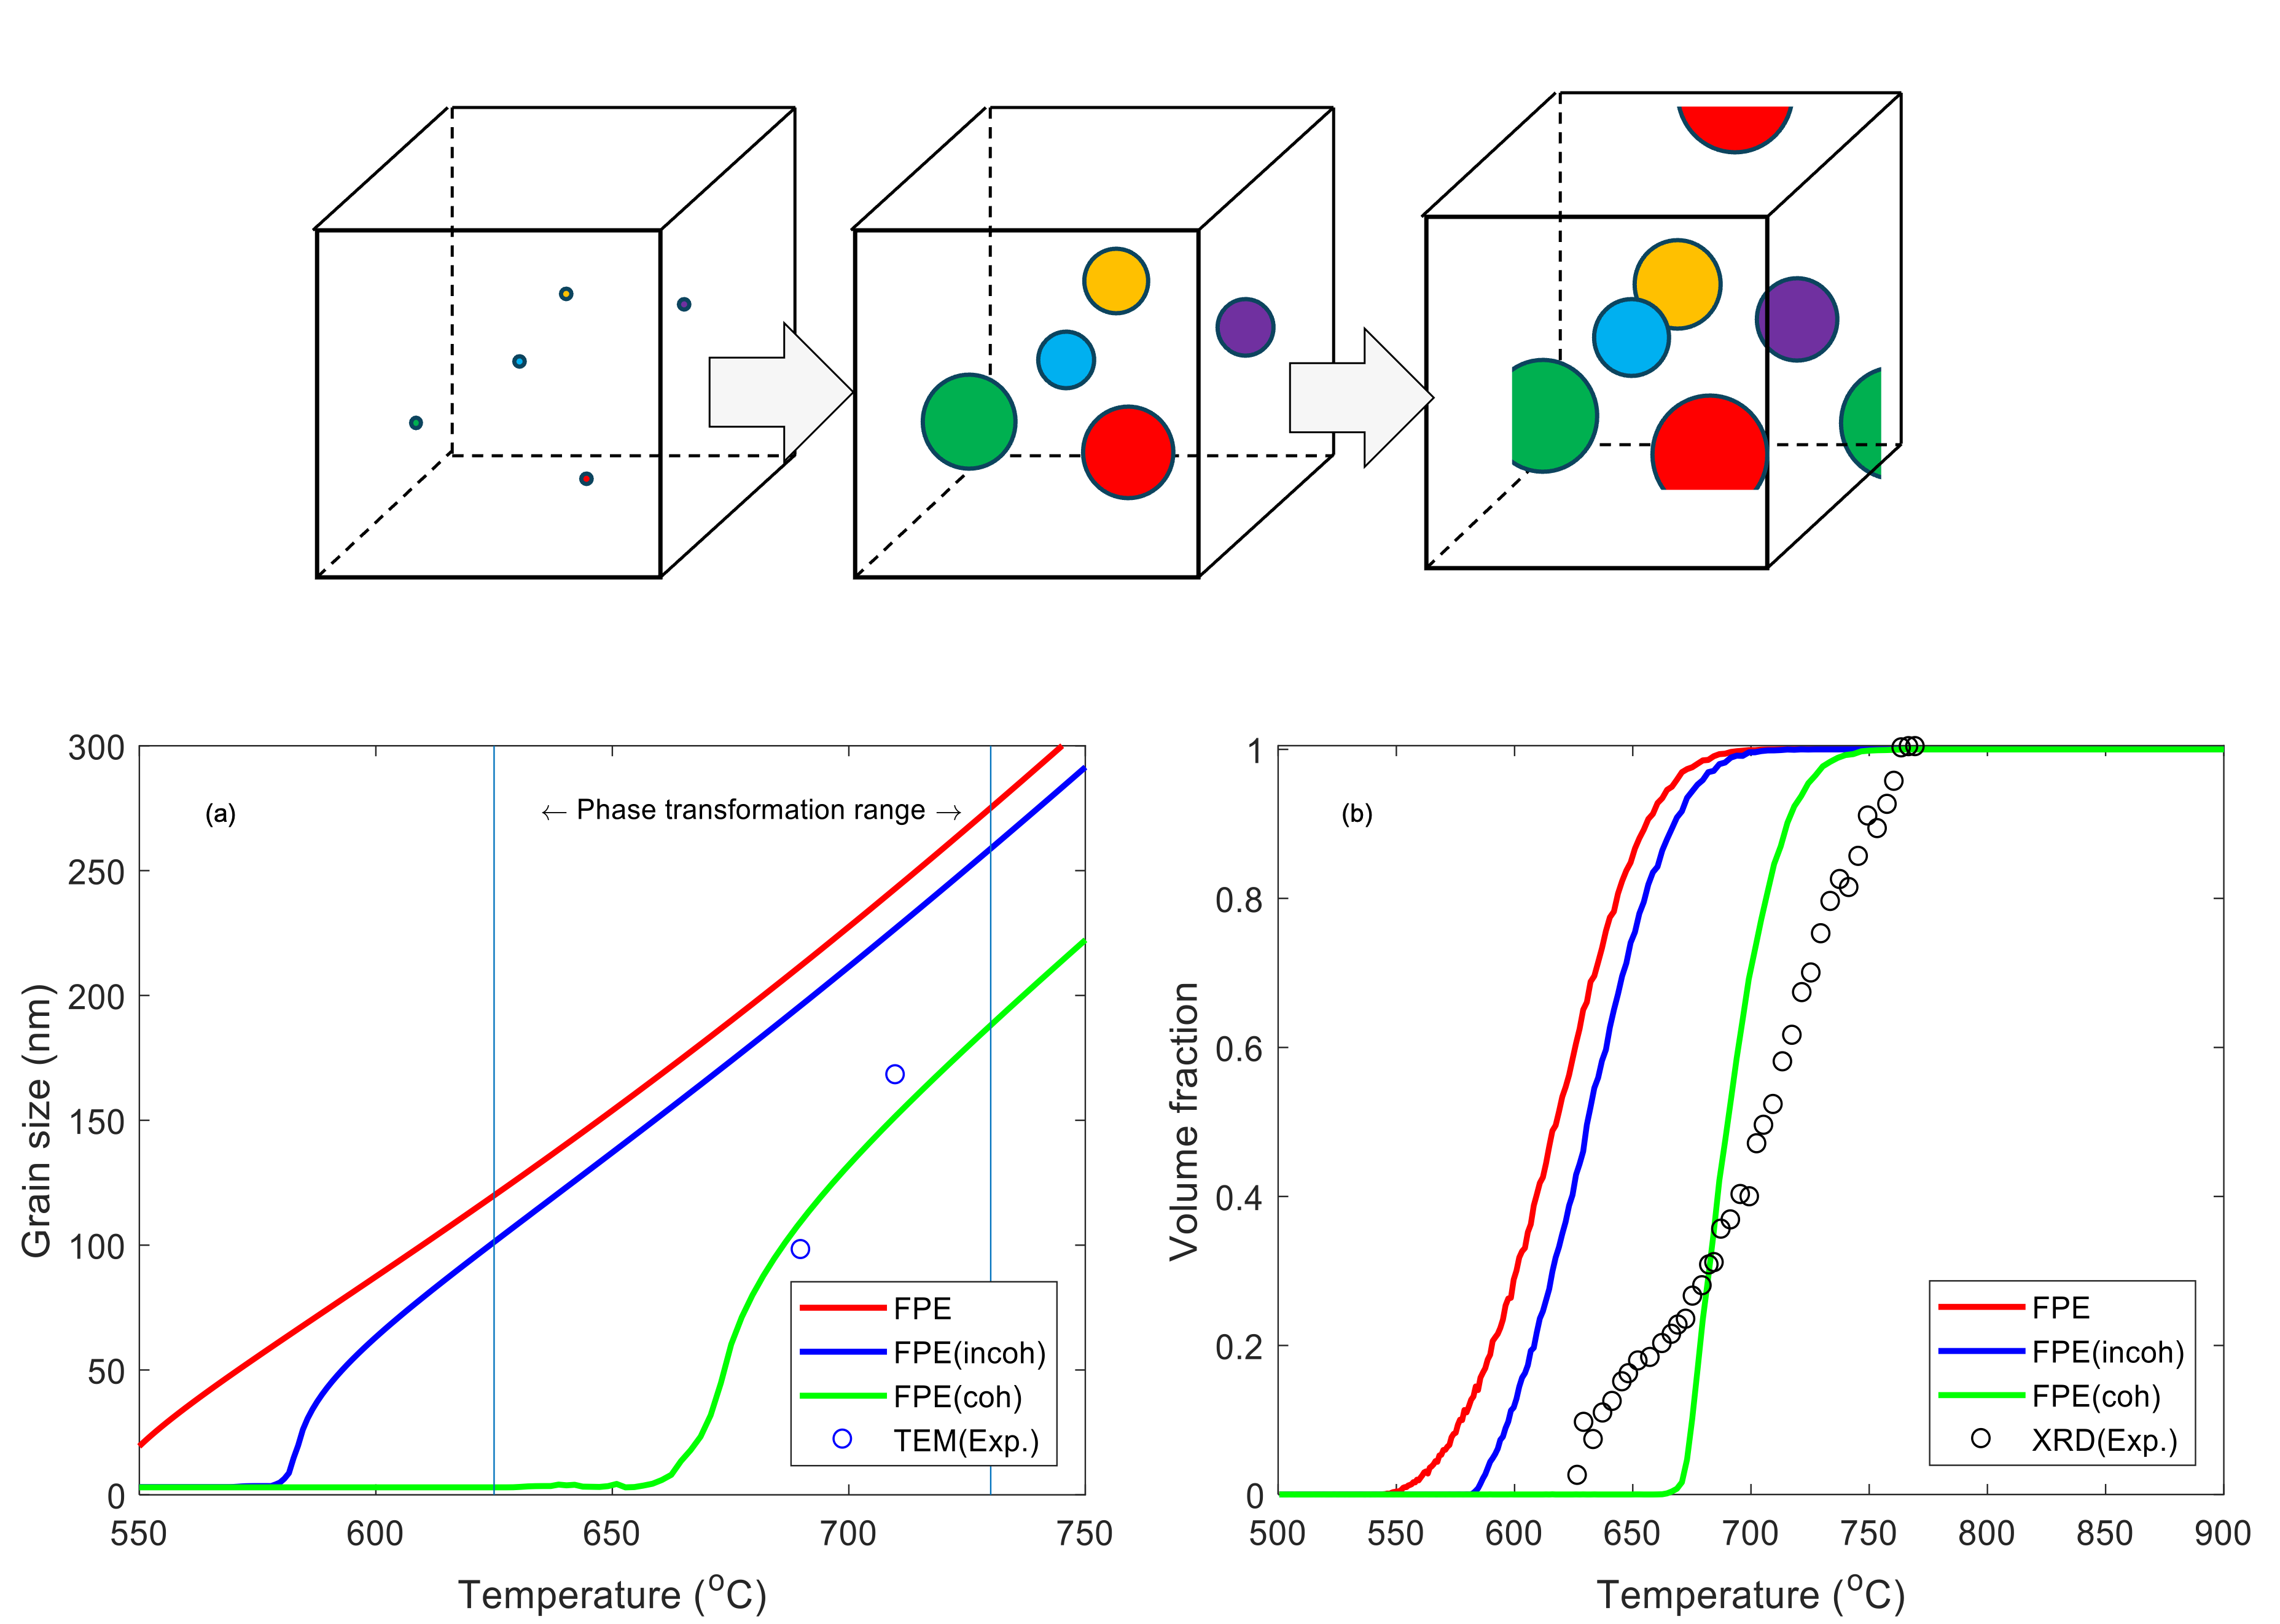 300
250
200
150
100
50
0
550
600
650
700
750
Grain size (nm)
Temperature (°C)
(a)
← Phase transformation range →
FPE
FPE(incoh)
FPE(coh)
TEM(Exp.)
1
0.8
0.6
0.4
0.2
0
500
550
600
650
700
750
800
850
900
Volume fraction
Temperature (°C)
(b)
FPE
FPE(incoh)
FPE(coh)
XRD(Exp.)